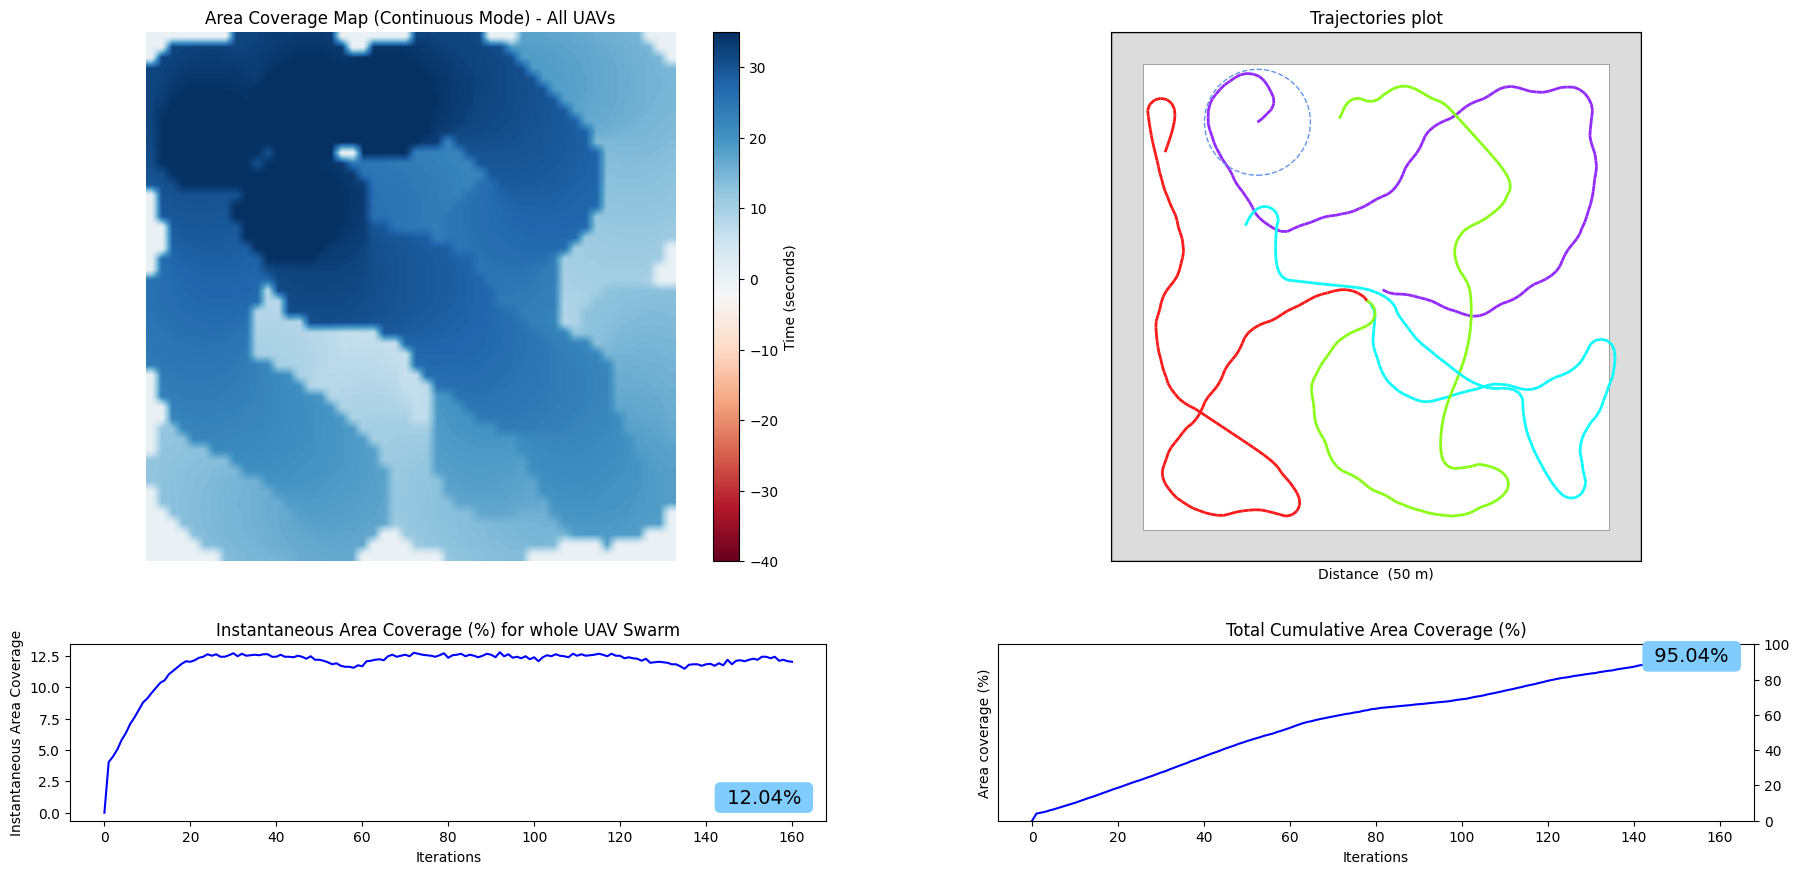 Area Coverage Map (Continuous Mode) - All UAVs
30
20
10
0
−10
−20
−30
−40
Time (seconds)
Trajectories plot
Distance  (50 m)
Instantaneous Area Coverage (%) for whole UAV Swarm
Instantaneous Area Coverage
12.5
10.0
7.5
5.0
2.5
0.0
12.04%
0 20 40 60 80 100 120 140 160
Iterations
Total Cumulative Area Coverage (%)
Area coverage (%)
95.04%
100
80
60
40
20
0
0 20 40 60 80 100 120 140 160
Iterations